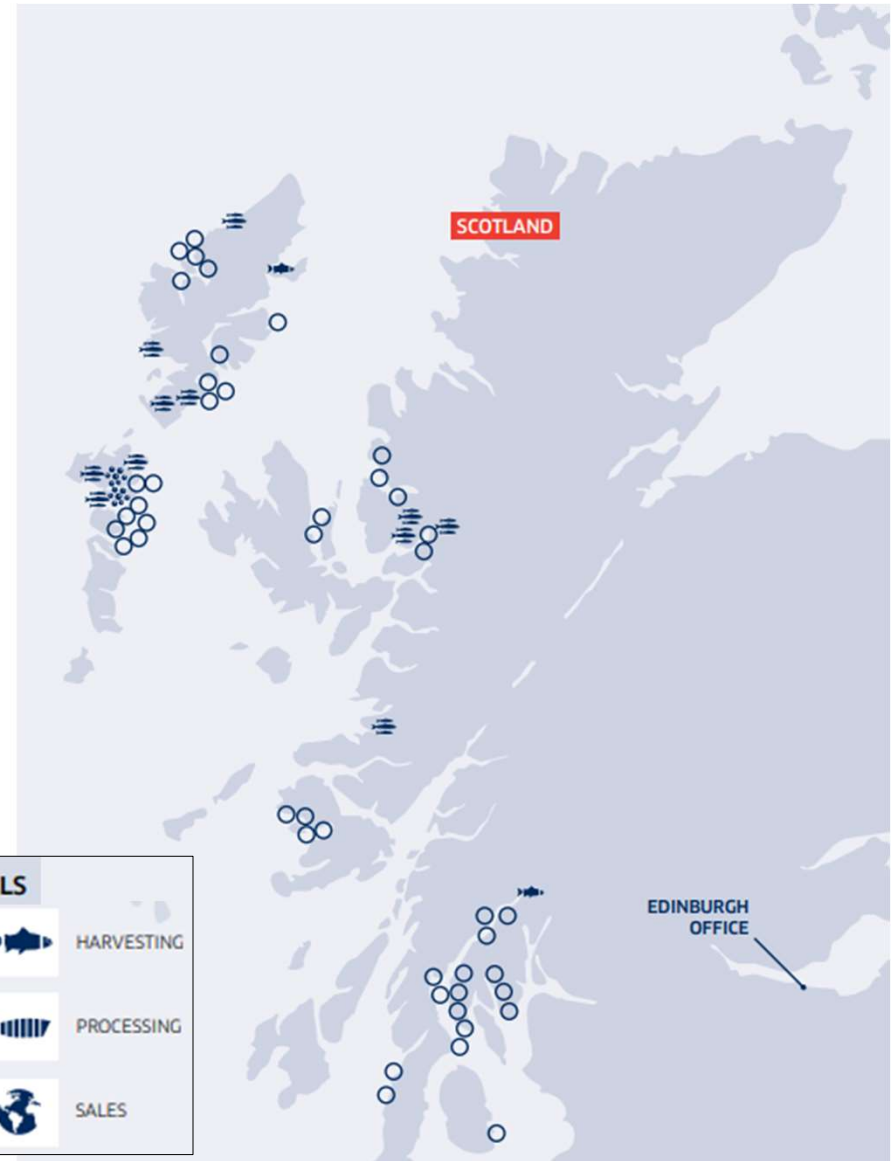 SCOTLAND
EDINBURGH
OFFICE
LS
HARVESTING
PROCESSING
SALES